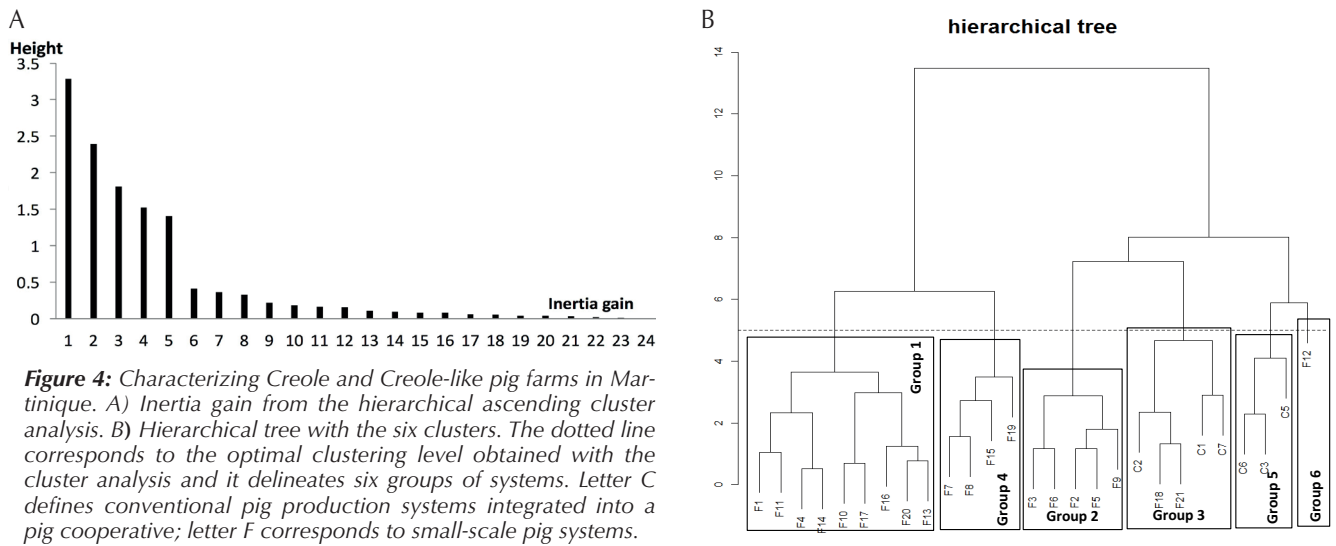 A
Height
3.5
3
2.5
2
1.5
1
0.5
0
Inertia gain
1 2 3 4 5 6 7 8 9 10 11 12 13 14 15 16 17 18 19 20 21 22 23 24
Figure 4: Characterizing Creole and Creole-like pig farms in Mar-
tinique. A) Inertia gain from the hierarchical ascending cluster
analysis. B) Hierarchical tree with the six clusters. The dotted line
corresponds to the optimal clustering level obtained with the
cluster analysis and it delineates six groups of systems. Letter C
defines conventional pig production systems integrated into a
pig cooperative; letter F corresponds to small-scale pig systems.
B
hierarchical tree
14
12
10
8
6
4
2
0
Group 1
F1
F11
F4
F14
F10
F17
F16
F20
F13
Group 4
F7
F8
F15
F19
Group 2
F3
F6
F2
F5
F9
Group 3
C2
F18
F21
C1
C7
Group 5
C6
C3
C5
Group 6
F12